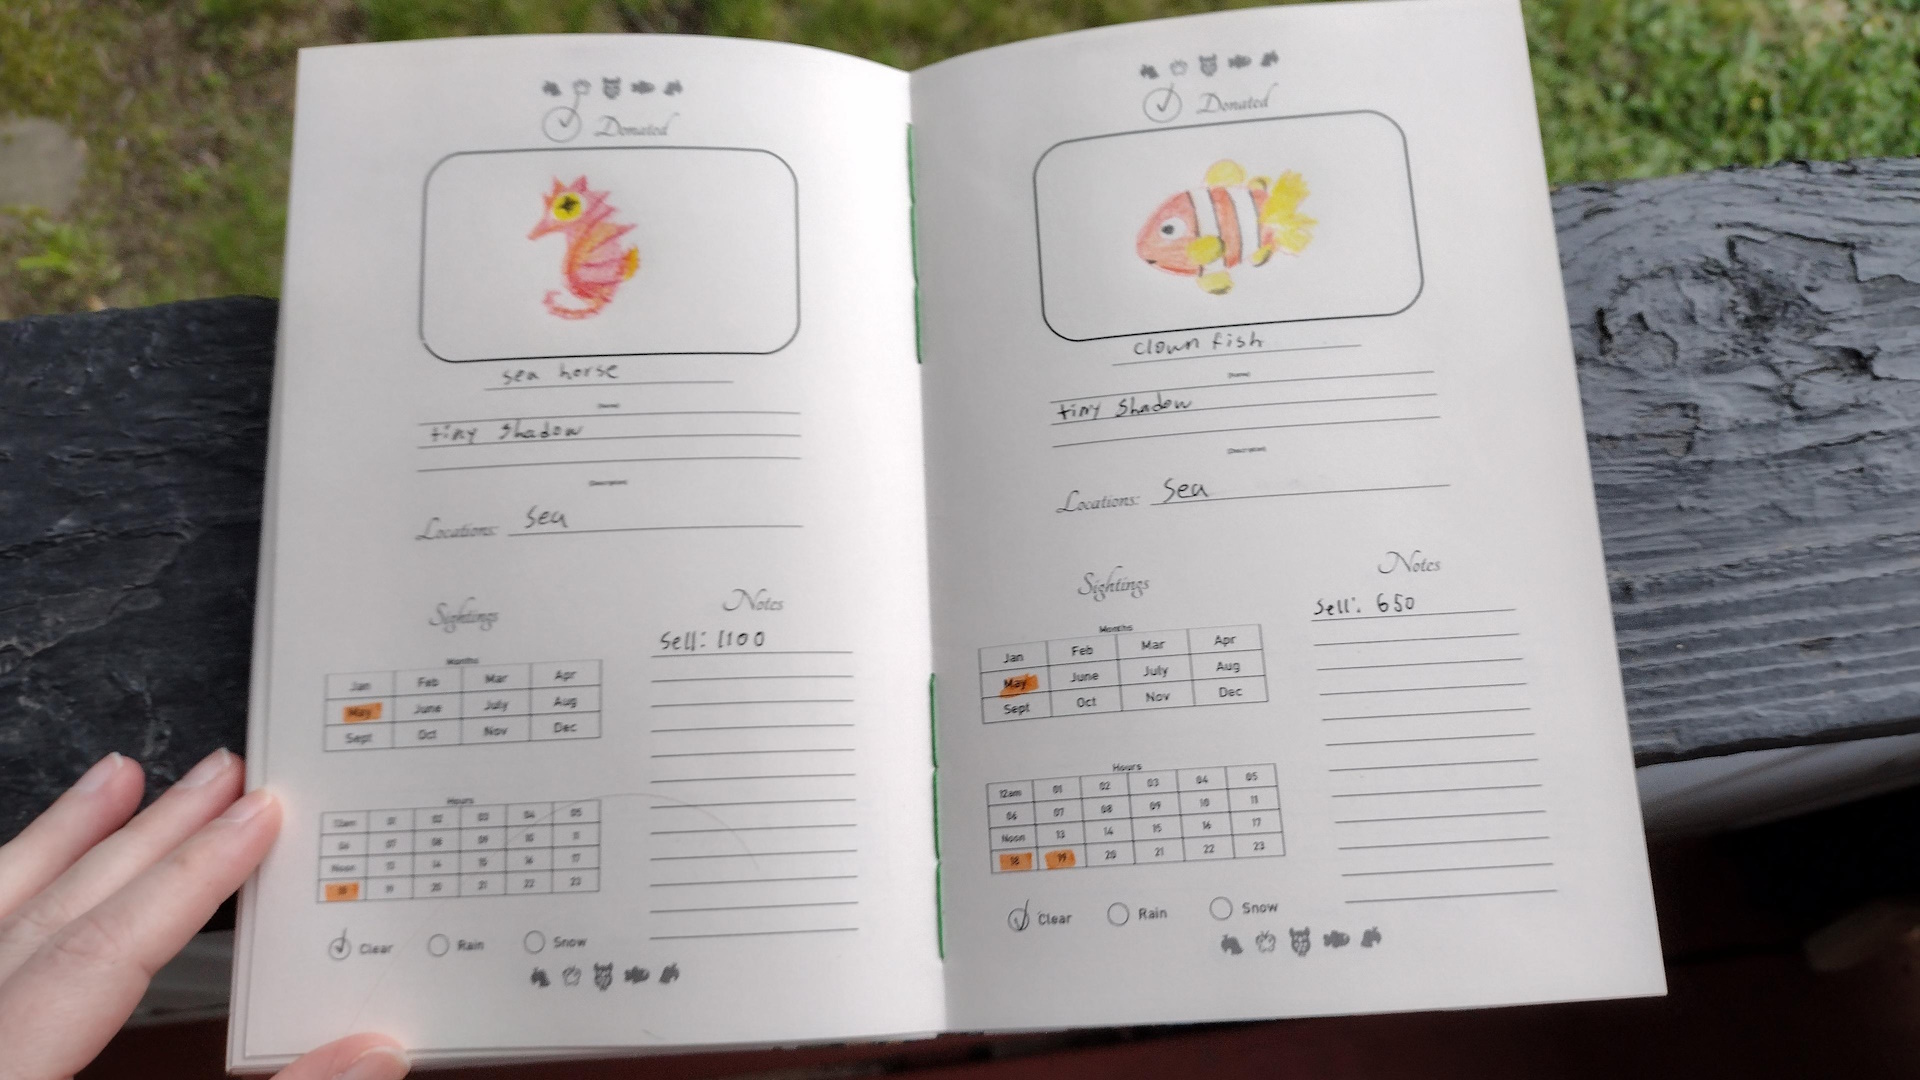 Donated
sea horse
(Name)
tiny shadow
(Description)
Locations: Sea
Sightings
Notes
Sell: 1100
Months
Jan Feb Mar Apr
May June July Aug
Sept Oct Nov Dec
Hours
12am 01 02 03 04 05
06 07 08 09 10 11
Noon 13 14 15 16 17
18 19 20 21 22 23
Clear Rain Snow
Donated
Clown fish
(Name)
tiny Shadow
(Description)
Locations: Sea
Sightings
Notes
Sell: 650
Months
Jan Feb Mar Apr
May June July Aug
Sept Oct Nov Dec
Hours
12am 01 02 03 04 05
06 07 08 09 10 11
Noon 13 14 15 16 17
18 19 20 21 22 23
Clear Rain Snow